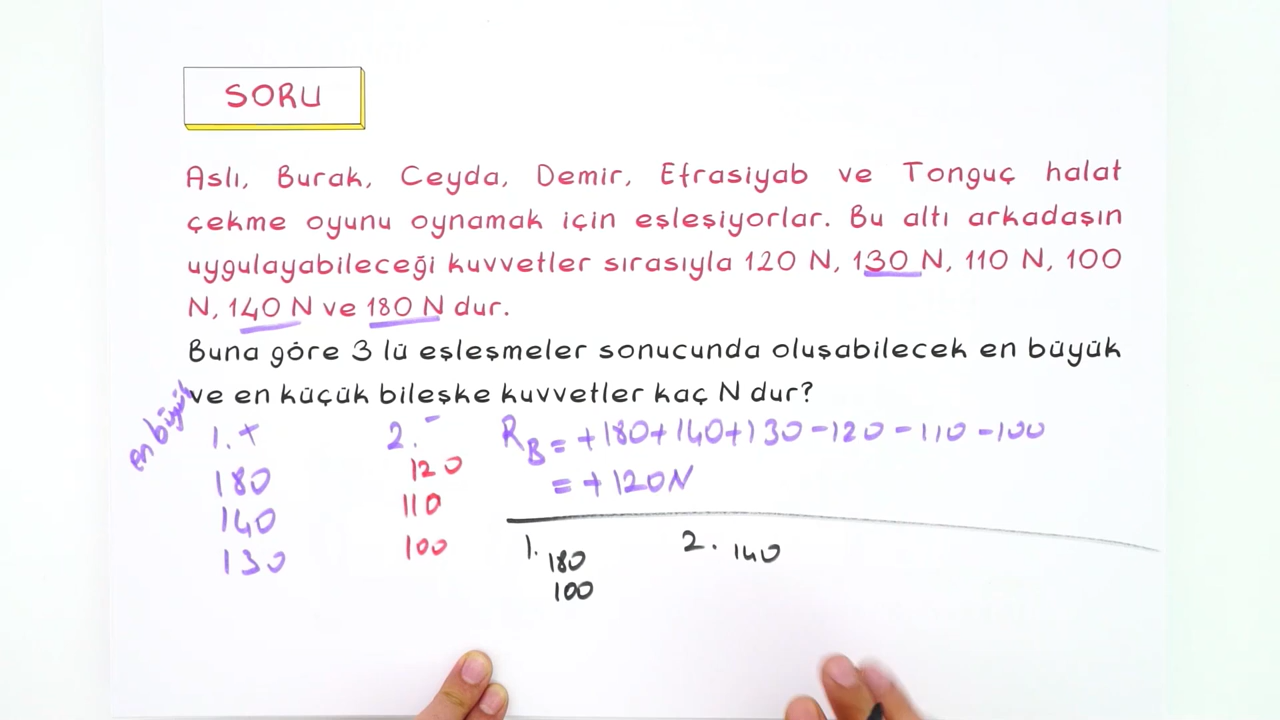 SORU
Aslı, Burak, Ceyda, Demir, Efrasiyab ve Tonguç halat
çekme oyunu oynamak için eşleşiyorlar. Bu altı arkadaşın
uygulayabileceği kuvvetler sırasıyla 120 N, 130 N, 110 N, 100
N, 140 N ve 180 N dur.
Buna göre 3 lü eşleşmeler sonucunda oluşabilecek en büyük
ve en küçük bileşke kuvvetler kaç N dur?
en büyük
1. +
180
140
130
2. -
120
110
100
RB = +180+140+130-120-110-100
= +120N
1.
180
100
2. 140